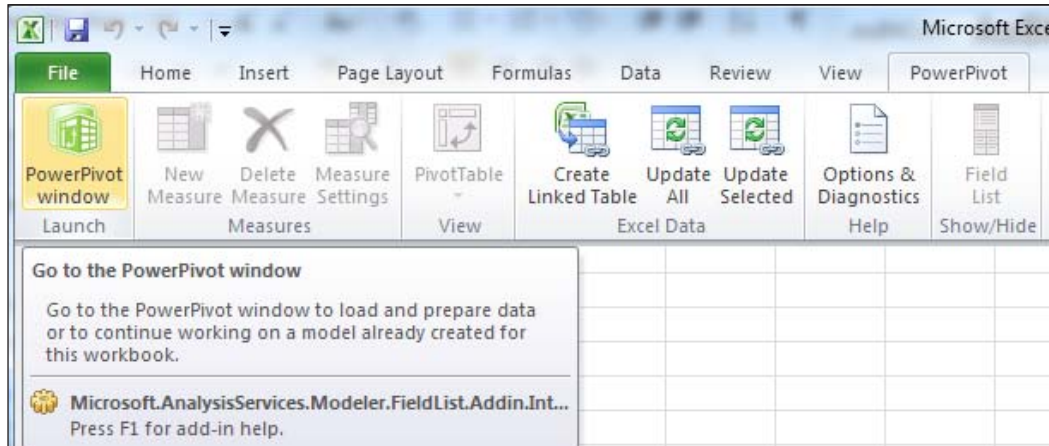 Microsoft Exce
File Home Insert Page Layout Formulas Data Review View PowerPivot
PowerPivot window
New Measure
Delete Measure
Measure Settings
PivotTable
Create Linked Table
Update All
Update Selected
Options & Diagnostics
Field List
Launch Measures View Excel Data Help Show/Hide
Go to the PowerPivot window
Go to the PowerPivot window to load and prepare data
or to continue working on a model already created for
this workbook.
Microsoft.AnalysisServices.Modeler.FieldList.Addin.Int...
Press F1 for add-in help.